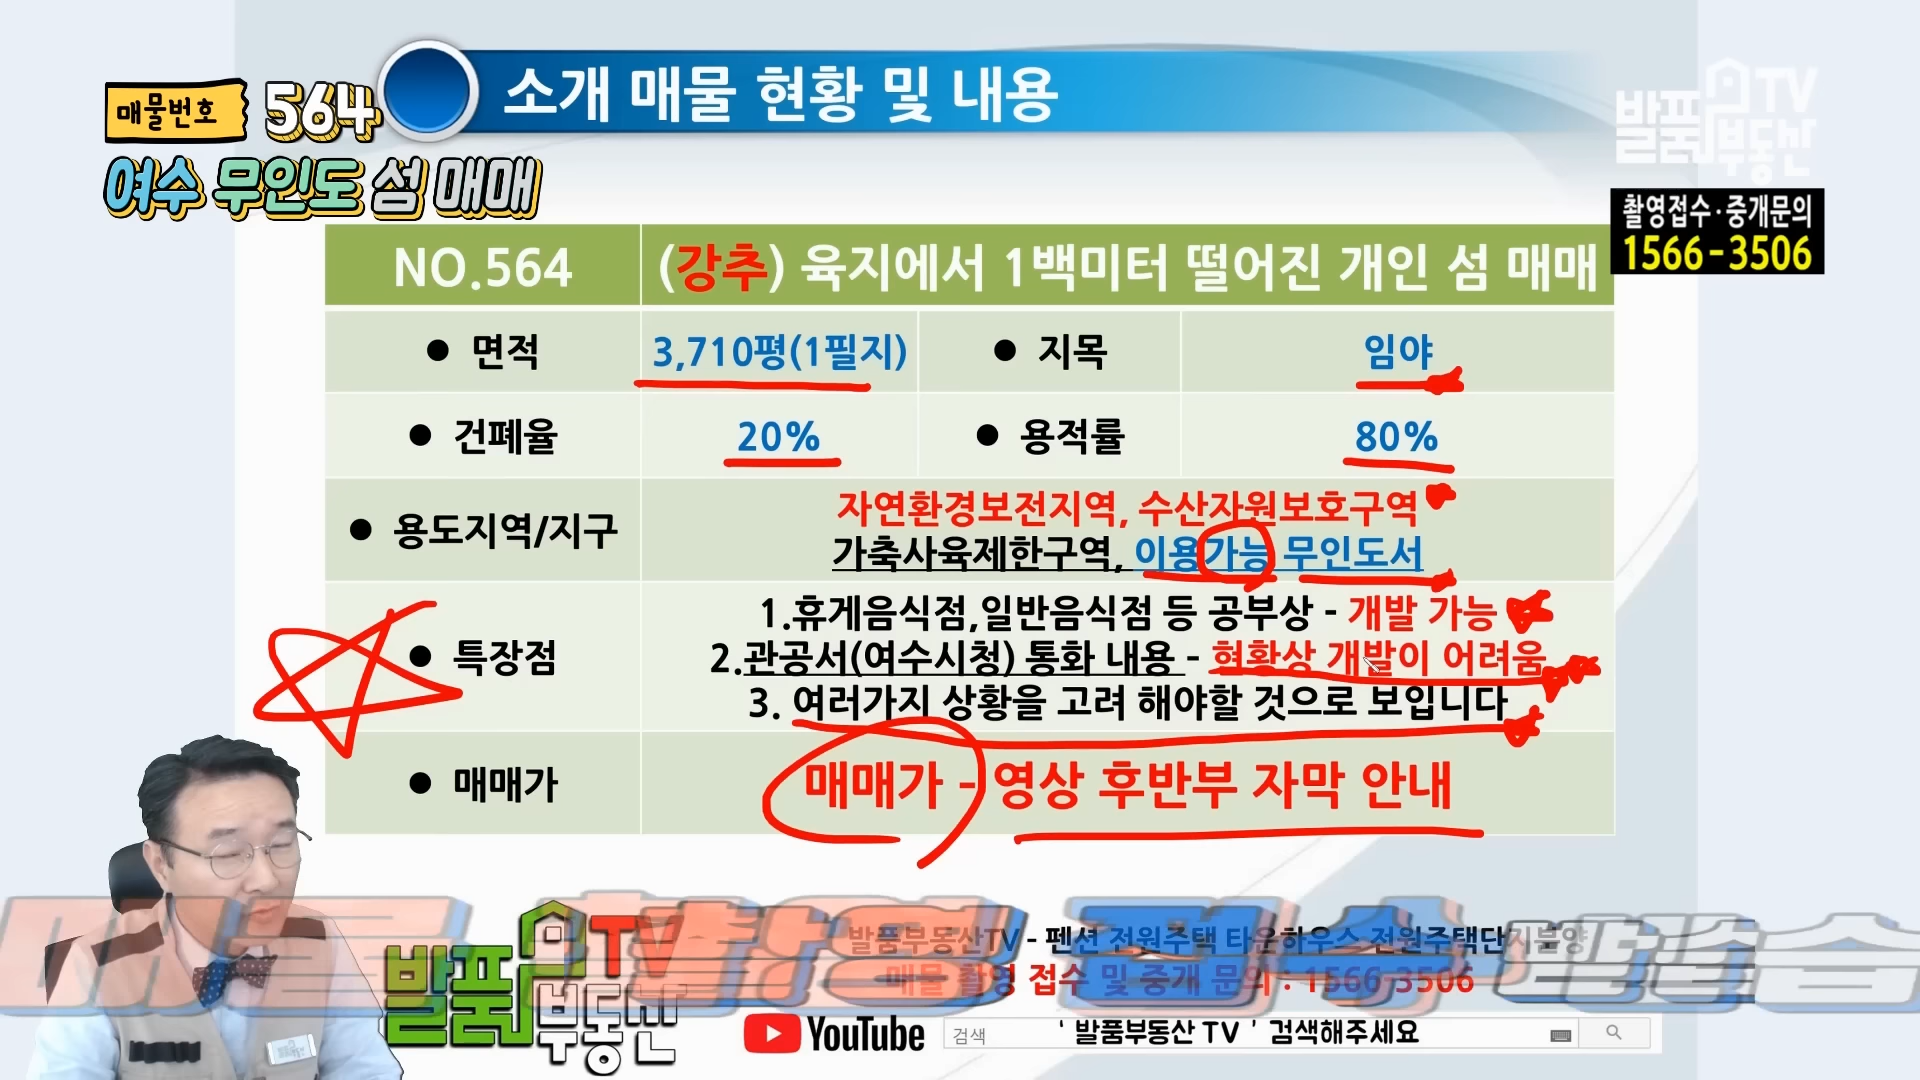 소개 매물 현황 및 내용
매물번호 564
여수 무인도 섬 매매
발품부동산TV
촬영접수·중개문의
1566-3506
NO.564 (강추) 육지에서 1백미터 떨어진 개인 섬 매매
● 면적 3,710평(1필지) ● 지목 임야
● 건폐율 20% ● 용적률 80%
● 용도지역/지구 자연환경보전지역, 수산자원보호구역
가축사육제한구역, 이용가능 무인도서
● 특장점 1.휴게음식점,일반음식점 등 공부상 - 개발 가능
2.관공서(여수시청) 통화 내용 - 현황상 개발이 어려움
3. 여러가지 상황을 고려 해야할 것으로 보입니다
● 매매가 매매가 - 영상 후반부 자막 안내
매물 촬영 접수
발품부동산TV
발품부동산TV - 펜션 전원주택 타운하우스 전원주택단지분양
매물 촬영 접수 및 중개 문의 : 1566 3506
YouTube 검색 ' 발품부동산 TV ' 검색해주세요